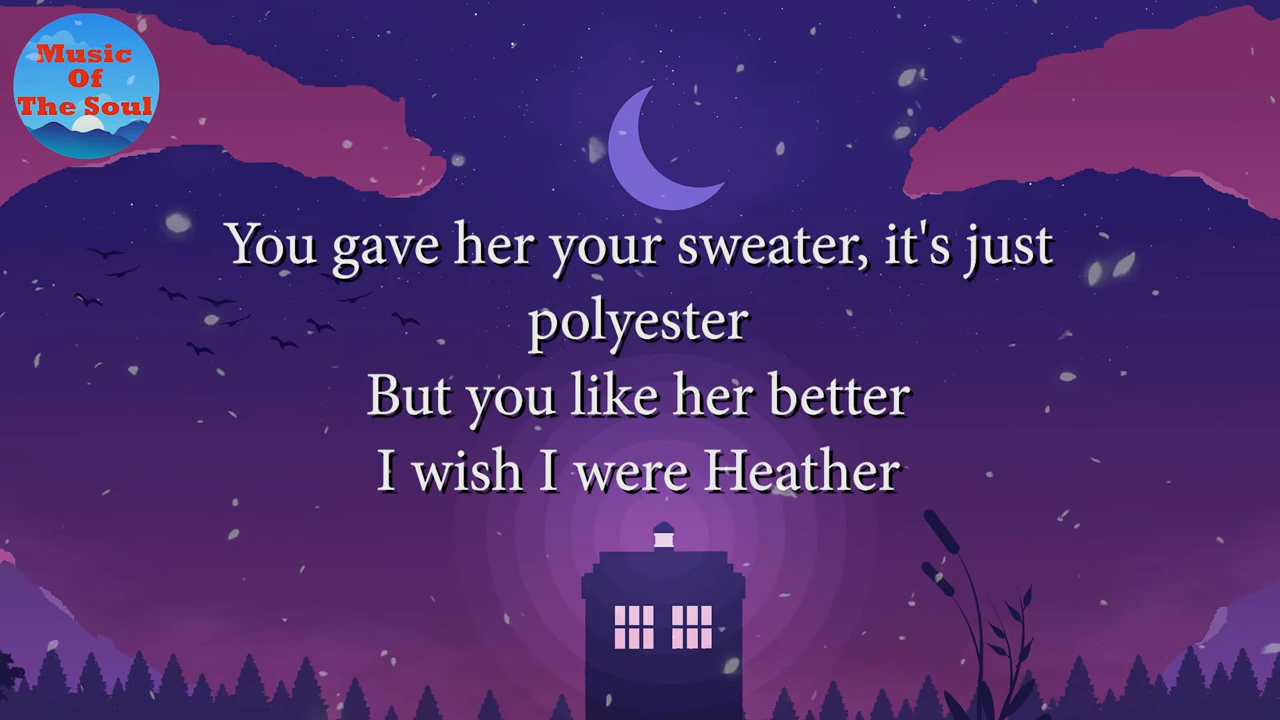 Music
Of
The Soul
You gave her your sweater, it's just
polyester
But you like her better
I wish I were Heather